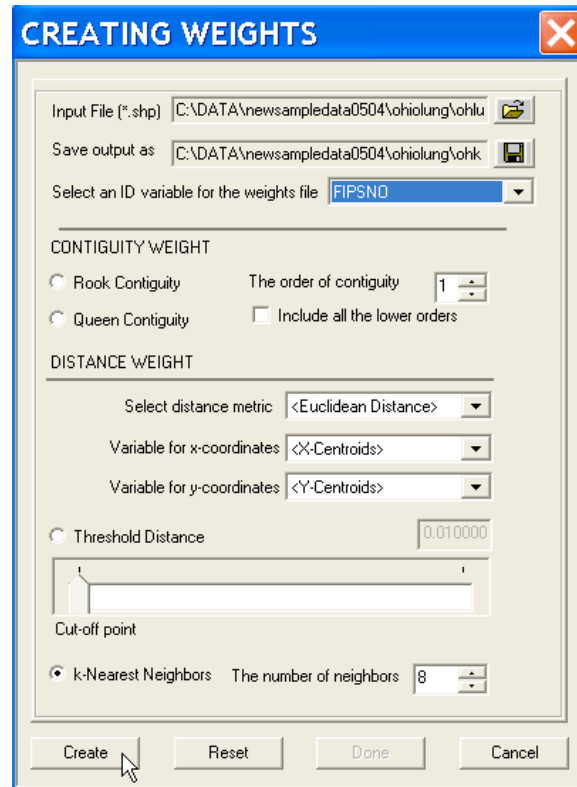 CREATING WEIGHTS
Input File (*.shp) C:\DATA\newsampledata0504\ohiolung\ohlu
Save output as C:\DATA\newsampledata0504\ohiolung\ohk
Select an ID variable for the weights file FIPSNO
CONTIGUITY WEIGHT
Rook Contiguity The order of contiguity 1
Queen Contiguity Include all the lower orders
DISTANCE WEIGHT
Select distance metric <Euclidean Distance>
Variable for x-coordinates <X-Centroids>
Variable for y-coordinates <Y-Centroids>
Threshold Distance 0.010000
Cut-off point
k-Nearest Neighbors The number of neighbors 8
Create Reset Done Cancel